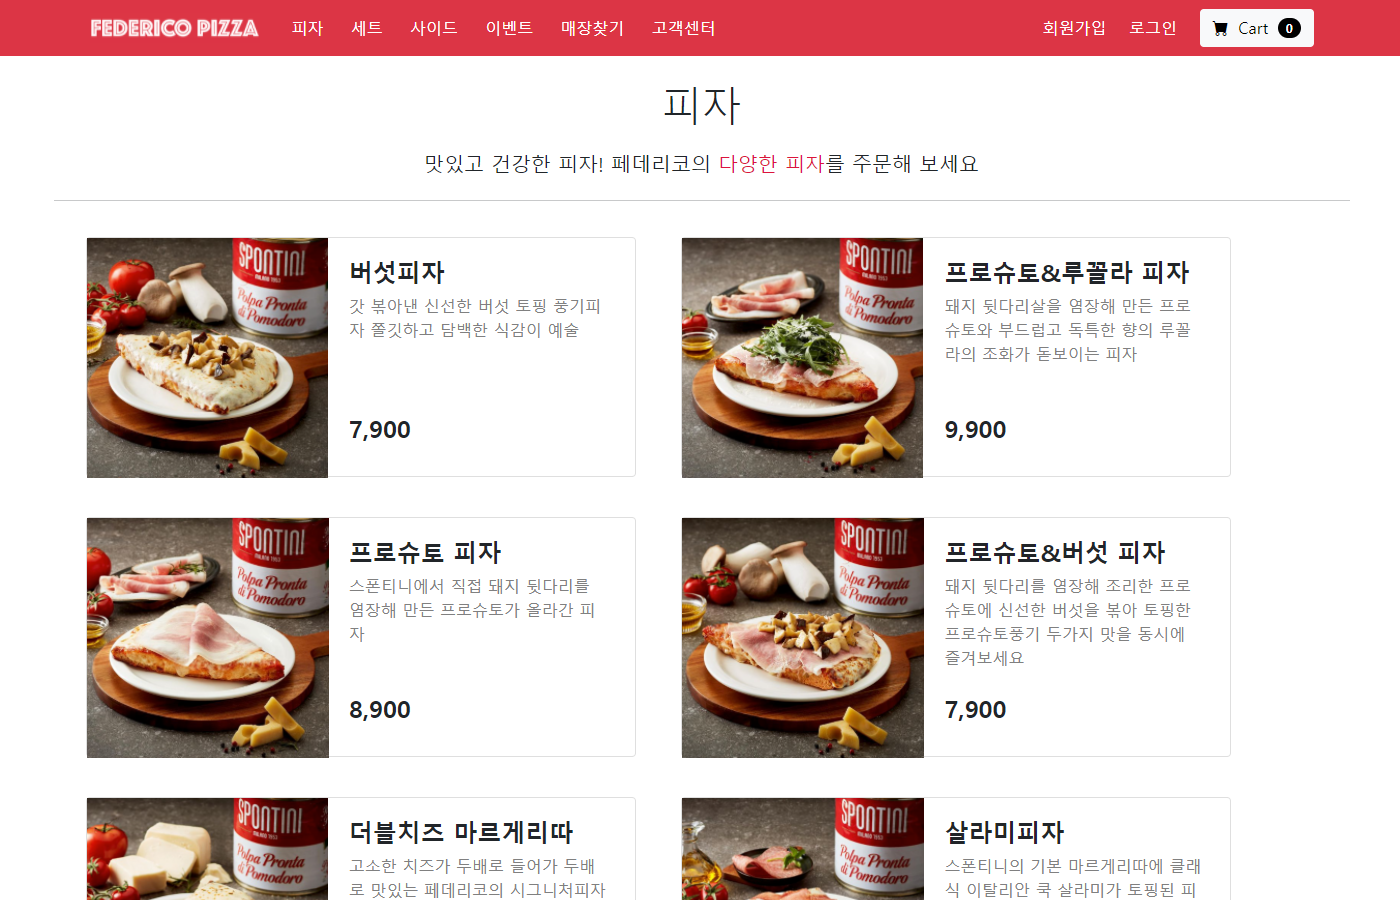 FEDERICO PIZZA 피자 세트 사이드 이벤트 매장찾기 고객센터 회원가입 로그인 Cart 0
피자
맛있고 건강한 피자! 페데리코의 다양한 피자를 주문해 보세요
SPONTINI
Polpa Pronta
di Pomodoro
버섯피자
갓 볶아낸 신선한 버섯 토핑 풍기피
자 쫄깃하고 담백한 식감이 예술
7,900
SPONTINI
Polpa Pronta
di Pomodoro
프로슈토&루꼴라 피자
돼지 뒷다리살을 염장해 만든 프로
슈토와 부드럽고 독특한 향의 루꼴
라의 조화가 돋보이는 피자
9,900
SPONTINI
Polpa Pronta
di Pomodoro
프로슈토 피자
스폰티니에서 직접 돼지 뒷다리를
염장해 만든 프로슈토가 올라간 피
자
8,900
SPONTINI
Polpa Pronta
di Pomodoro
프로슈토&버섯 피자
돼지 뒷다리를 염장해 조리한 프로
슈토에 신선한 버섯을 볶아 토핑한
프로슈토풍기 두가지 맛을 동시에
즐겨보세요
7,900
SPONTINI
Polpa Pronta
di Pomodoro
더블치즈 마르게리따
고소한 치즈가 두배로 들어가 두배
로 맛있는 페데리코의 시그니처피자
SPONTINI
Polpa Pronta
di Pomodoro
살라미피자
스폰티니의 기본 마르게리따에 클래
식 이탈리안 쿡 살라미가 토핑된 피